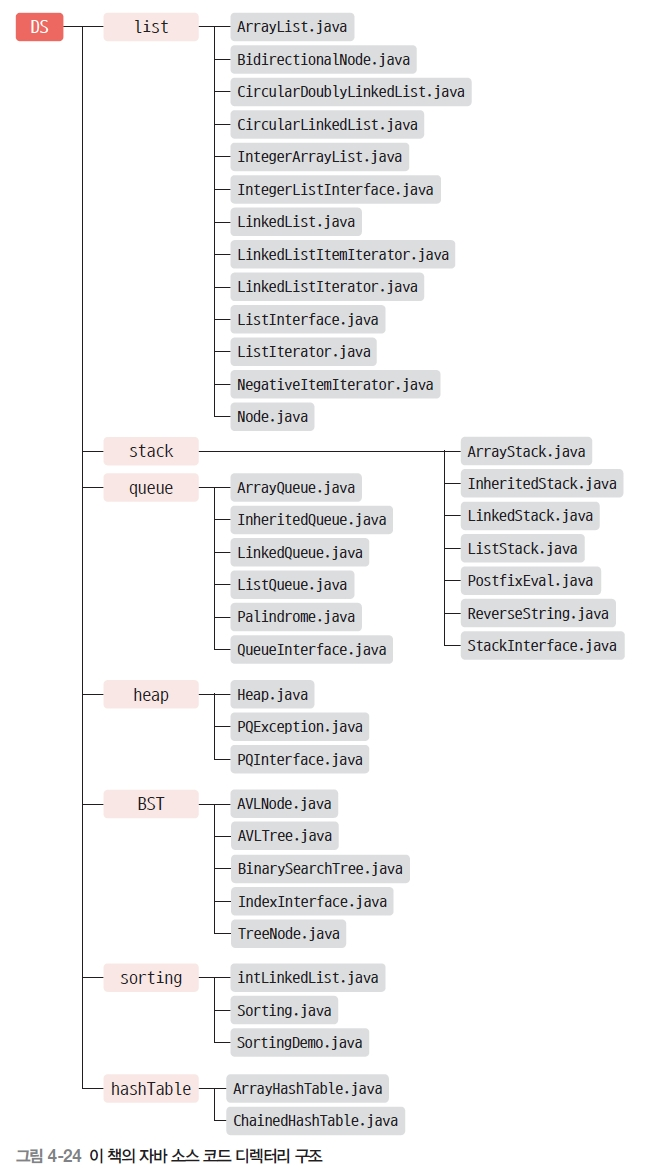 DS
list
ArrayList.java
BidirectionalNode.java
CircularDoublyLinkedList.java
CircularLinkedList.java
IntegerArrayList.java
IntegerListInterface.java
LinkedList.java
LinkedListItemIterator.java
LinkedListIterator.java
ListInterface.java
ListIterator.java
NegativeItemIterator.java
Node.java
stack
ArrayStack.java
InheritedStack.java
LinkedStack.java
ListStack.java
PostfixEval.java
ReverseString.java
StackInterface.java
queue
ArrayQueue.java
InheritedQueue.java
LinkedQueue.java
ListQueue.java
Palindrome.java
QueueInterface.java
heap
Heap.java
PQException.java
PQInterface.java
BST
AVLNode.java
AVLTree.java
BinarySearchTree.java
IndexInterface.java
TreeNode.java
sorting
intLinkedList.java
Sorting.java
SortingDemo.java
hashTable
ArrayHashTable.java
ChainedHashTable.java
그림 4-24 이 책의 자바 소스 코드 디렉터리 구조